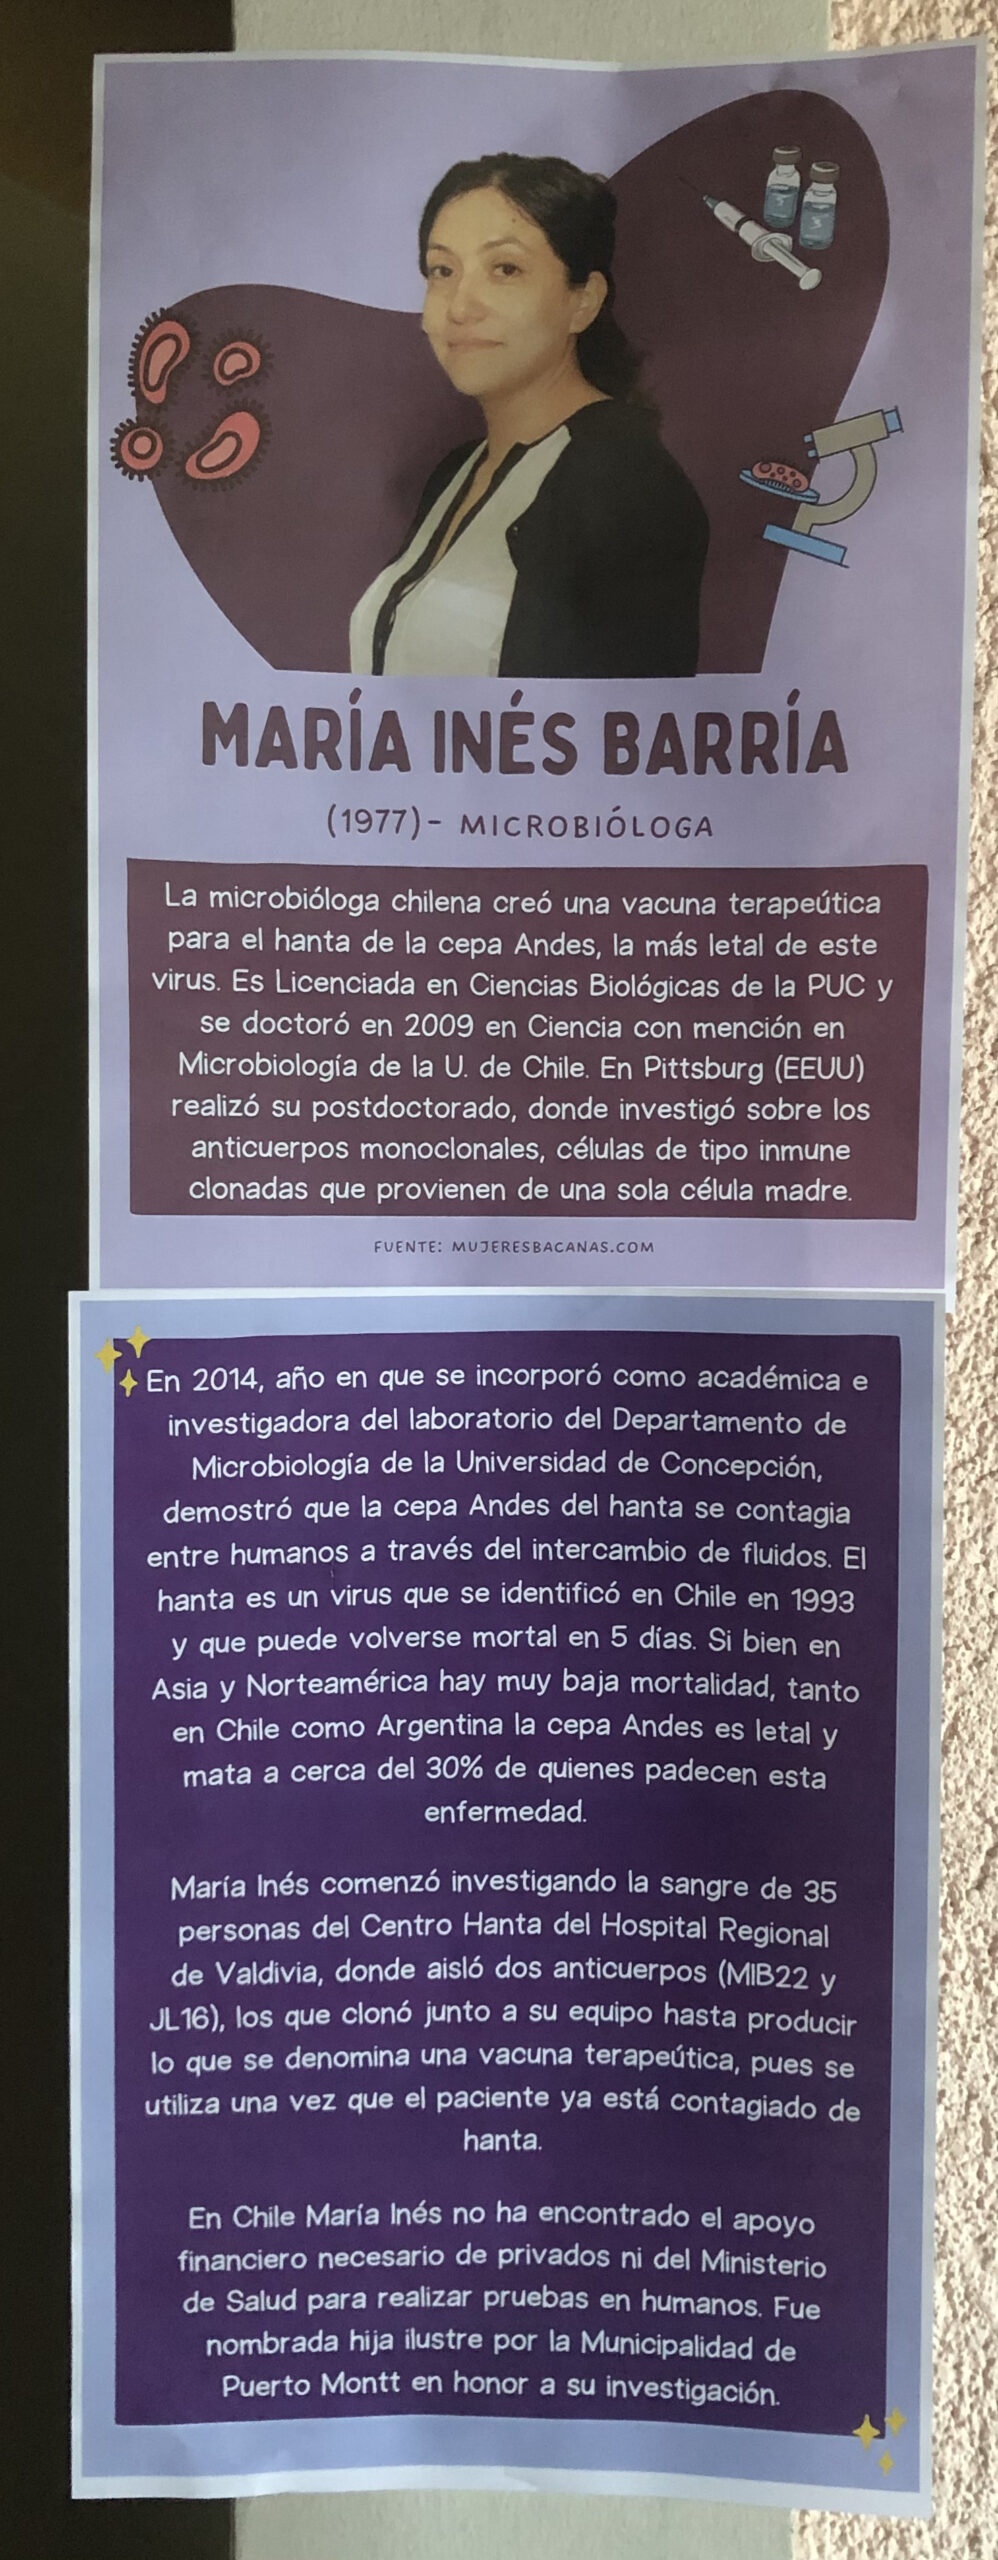 MARÍA INÉS BARRÍA
(1977)- MICROBIÓLOGA
La microbióloga chilena creó una vacuna terapeútica
para el hanta de la cepa Andes, la más letal de este
virus. Es Licenciada en Ciencias Biológicas de la PUC y
se doctoró en 2009 en Ciencia con mención en
Microbiología de la U. de Chile. En Pittsburg (EEUU)
realizó su postdoctorado, donde investigó sobre los
anticuerpos monoclonales, células de tipo inmune
clonadas que provienen de una sola célula madre.
FUENTE: MUJERESBACANAS.COM
En 2014, año en que se incorporó como académica e
investigadora del laboratorio del Departamento de
Microbiología de la Universidad de Concepción,
demostró que la cepa Andes del hanta se contagia
entre humanos a través del intercambio de fluidos. El
hanta es un virus que se identificó en Chile en 1993
y que puede volverse mortal en 5 días. Si bien en
Asia y Norteamérica hay muy baja mortalidad, tanto
en Chile como Argentina la cepa Andes es letal y
mata a cerca del 30% de quienes padecen esta
enfermedad.
María Inés comenzó investigando la sangre de 35
personas del Centro Hanta del Hospital Regional
de Valdivia, donde aisló dos anticuerpos (MIB22 y
JL16), los que clonó junto a su equipo hasta producir
lo que se denomina una vacuna terapeútica, pues se
utiliza una vez que el paciente ya está contagiado de
hanta.
En Chile María Inés no ha encontrado el apoyo
financiero necesario de privados ni del Ministerio
de Salud para realizar pruebas en humanos. Fue
nombrada hija ilustre por la Municipalidad de
Puerto Montt en honor a su investigación.